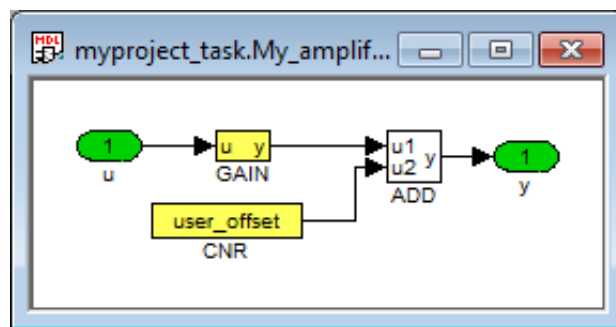 MDL
myproject_task.My_amplif...
1
u
u y
GAIN
u1
u2
y
ADD
1
y
user_offset
CNR